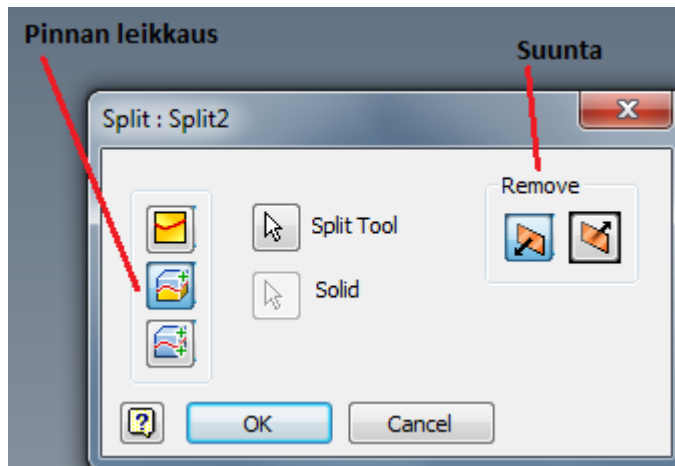 Pinnan leikkaus
Suunta
Split : Split2
Remove
Split Tool
Solid
OK
Cancel